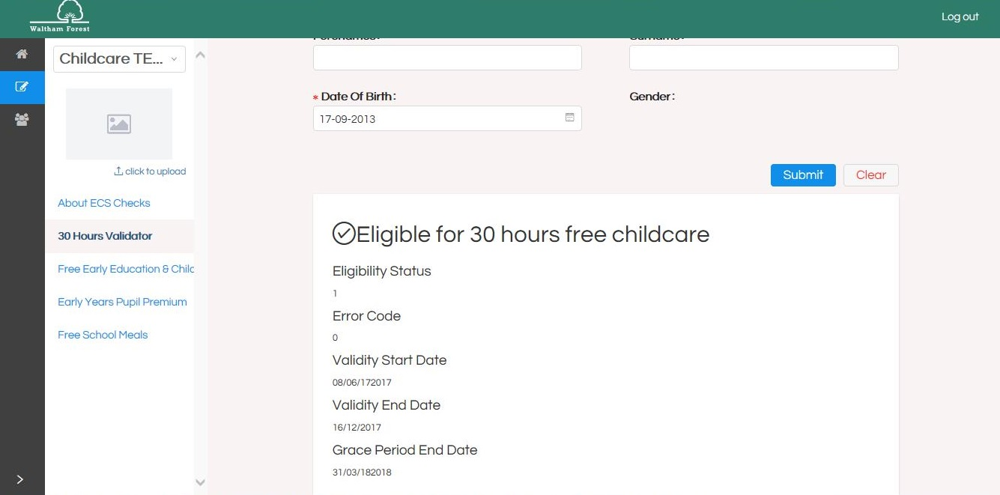 Waltham Forest
Log out
Childcare TE...
click to upload
About ECS Checks
30 Hours Validator
Free Early Education & Chilc
Early Years Pupil Premium
Free School Meals
* Date Of Birth:
Gender:
17-09-2013
Submit
Clear
Eligible for 30 hours free childcare
Eligibility Status
1
Error Code
0
Validity Start Date
08/06/172017
Validity End Date
16/12/2017
Grace Period End Date
31/03/182018